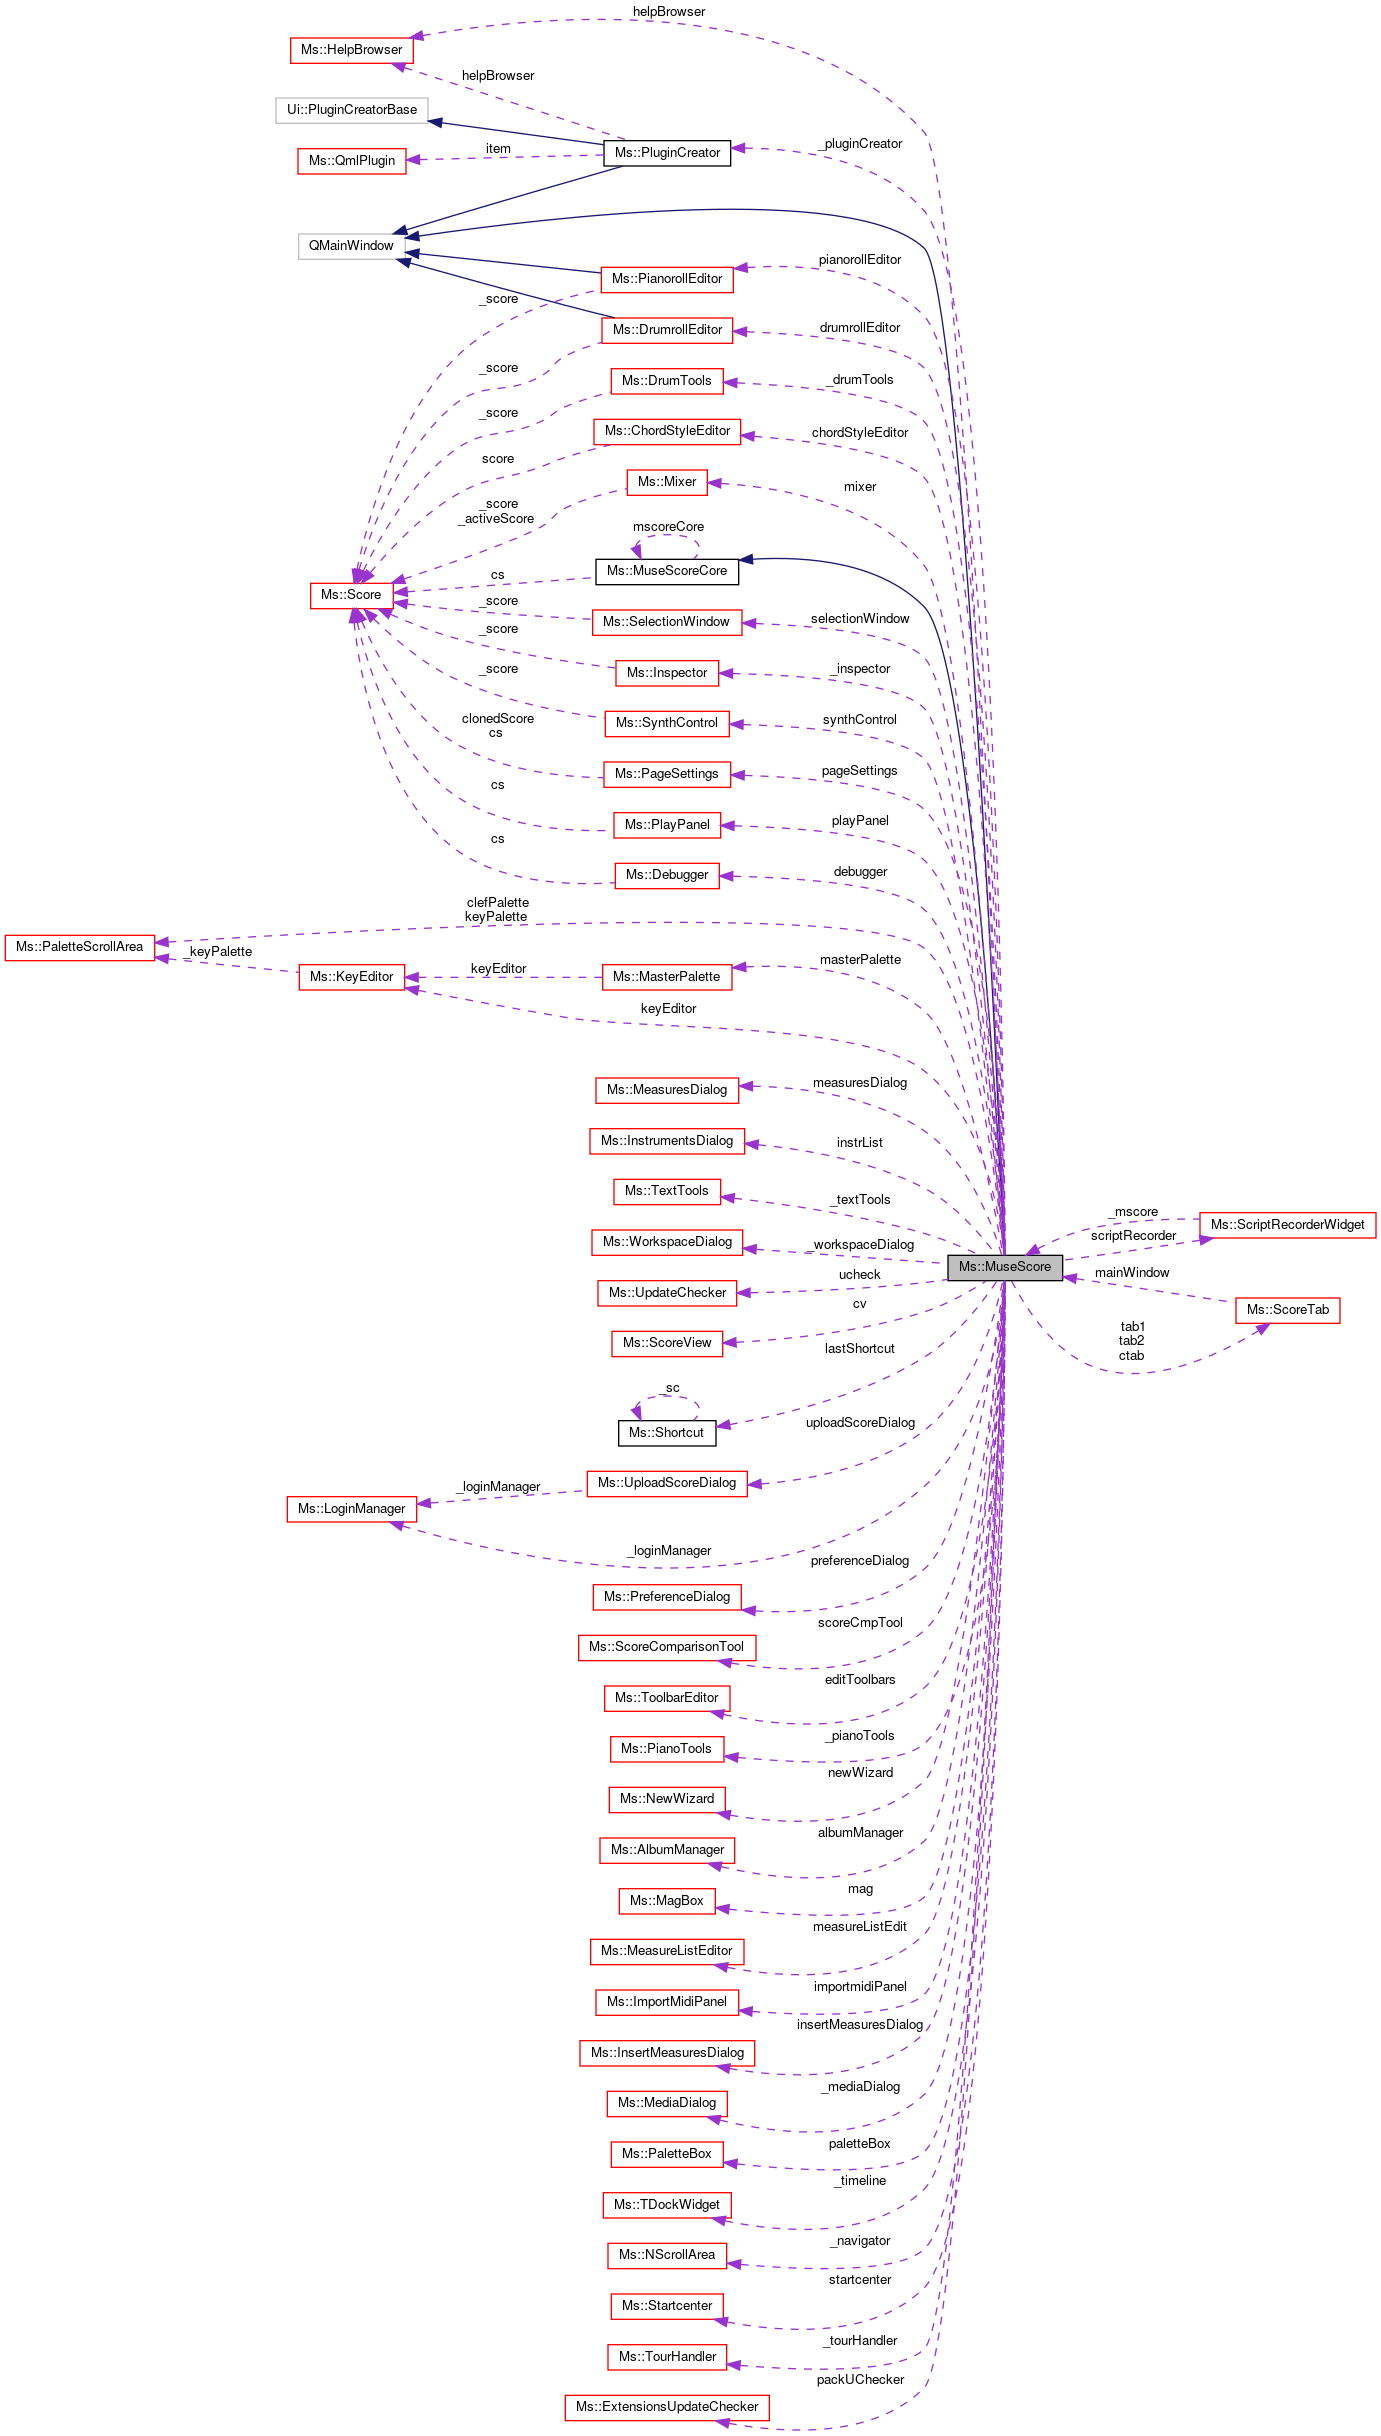 helpBrowser
Ms::HelpBrowser
helpBrowser
Ui::PluginCreatorBase
_pluginCreator
item
Ms::PluginCreator
Ms::QmlPlugin
QMainWindow
pianorollEditor
Ms::PianorollEditor
_score
drumrollEditor
Ms::DrumrollEditor
_score
_drumTools
Ms::DrumTools
_score
chordStyleEditor
Ms::ChordStyleEditor
score
mixer
Ms::Mixer
_score
_activeScore
mscoreCore
Ms::MuseScoreCore
cs
Ms::Score
_score
selectionWindow
Ms::SelectionWindow
_score
_inspector
Ms::Inspector
_score
synthControl
Ms::SynthControl
clonedScore
cs
pageSettings
Ms::PageSettings
cs
playPanel
Ms::PlayPanel
cs
debugger
Ms::Debugger
clefPalette
keyPalette
Ms::PaletteScrollArea
_keyPalette
masterPalette
keyEditor
Ms::KeyEditor
Ms::MasterPalette
keyEditor
measuresDialog
Ms::MeasuresDialog
instrList
Ms::InstrumentsDialog
_textTools
Ms::TextTools
_mscore
Ms::ScriptRecorderWidget
scriptRecorder
Ms::WorkspaceDialog
_workspaceDialog
Ms::MuseScore
mainWindow
ucheck
Ms::UpdateChecker
cv
Ms::ScoreTab
tab1
tab2
ctab
Ms::ScoreView
lastShortcut
_sc
Ms::Shortcut
uploadScoreDialog
Ms::UploadScoreDialog
_loginManager
Ms::LoginManager
_loginManager
preferenceDialog
Ms::PreferenceDialog
scoreCmpTool
Ms::ScoreComparisonTool
editToolbars
Ms::ToolbarEditor
_pianoTools
Ms::PianoTools
newWizard
Ms::NewWizard
albumManager
Ms::AlbumManager
mag
Ms::MagBox
measureListEdit
Ms::MeasureListEditor
importmidiPanel
Ms::ImportMidiPanel
insertMeasuresDialog
Ms::InsertMeasuresDialog
_mediaDialog
Ms::MediaDialog
paletteBox
Ms::PaletteBox
_timeline
Ms::TDockWidget
_navigator
Ms::NScrollArea
startcenter
Ms::Startcenter
_tourHandler
Ms::TourHandler
packUChecker
Ms::ExtensionsUpdateChecker